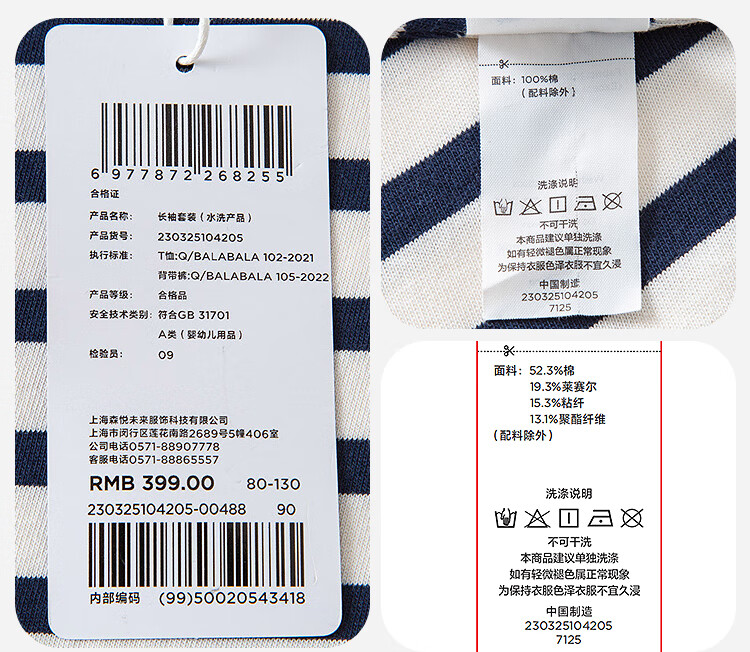 6 977872 268255
合格证
产品名称： 长袖套装（水洗产品）
产品货号： 230325104205
执行标准： T恤:Q/BALABALA 102-2021
背带裤:Q/BALABALA 105-2022
产品等级： 合格品
安全技术类别： 符合GB 31701
A类（婴幼儿用品）
检验员： 09
上海森悦未来服饰科技有限公司
上海市闵行区莲花南路2689号5幢406室
公司电话0571-88907778
客服电话0571-88865557
RMB 399.00 80-130
230325104205-00488 90
内部编码 (99)50020543418
面料： 100%棉
（配料除外）
洗涤说明
不可干洗
本商品建议单独洗涤
如有轻微褪色属正常现象
为保持衣服色泽衣服不宜久浸
中国制造
230325104205
7125
面料： 52.3%棉
19.3%莱赛尔
15.3%粘纤
13.1%聚酯纤维
(配料除外)
洗涤说明
不可干洗
本商品建议单独洗涤
如有轻微褪色属正常现象
为保持衣服色泽衣服不宜久浸
中国制造
230325104205
7125